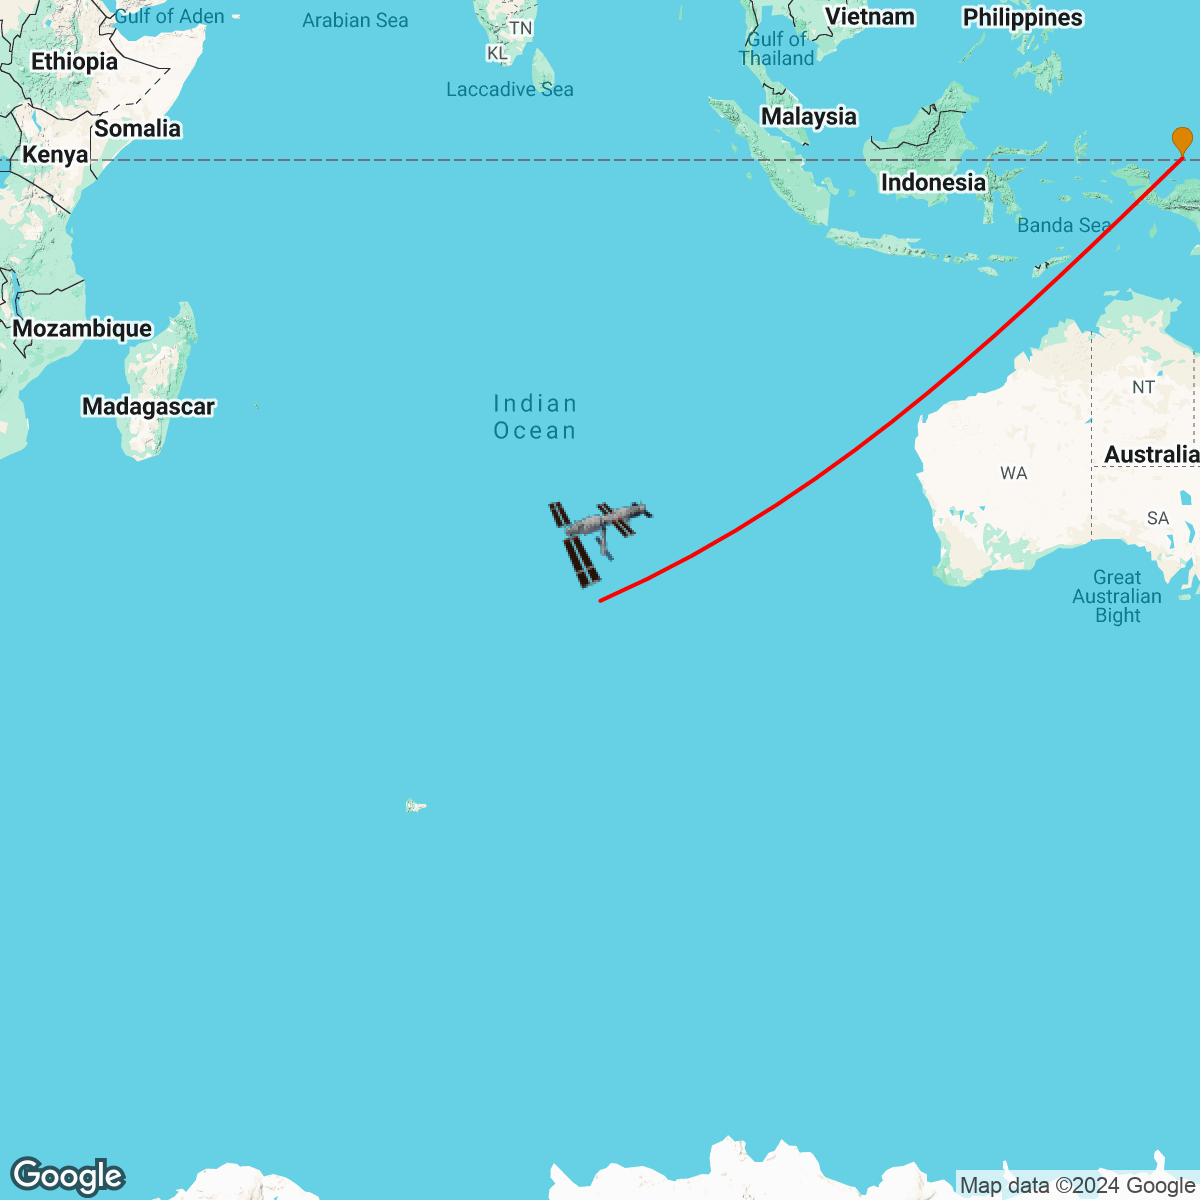 Gulf of Aden
Arabian Sea
TN
KL
Vietnam
Philippines
Gulf of
Thailand
Ethiopia
Laccadive Sea
Malaysia
Somalia
Kenya
Indonesia
Banda Sea
Mozambique
Madagascar
Indian
Ocean
NT
Australia
WA
SA
Great
Australian
Bight
Google
Map data ©2024 Google